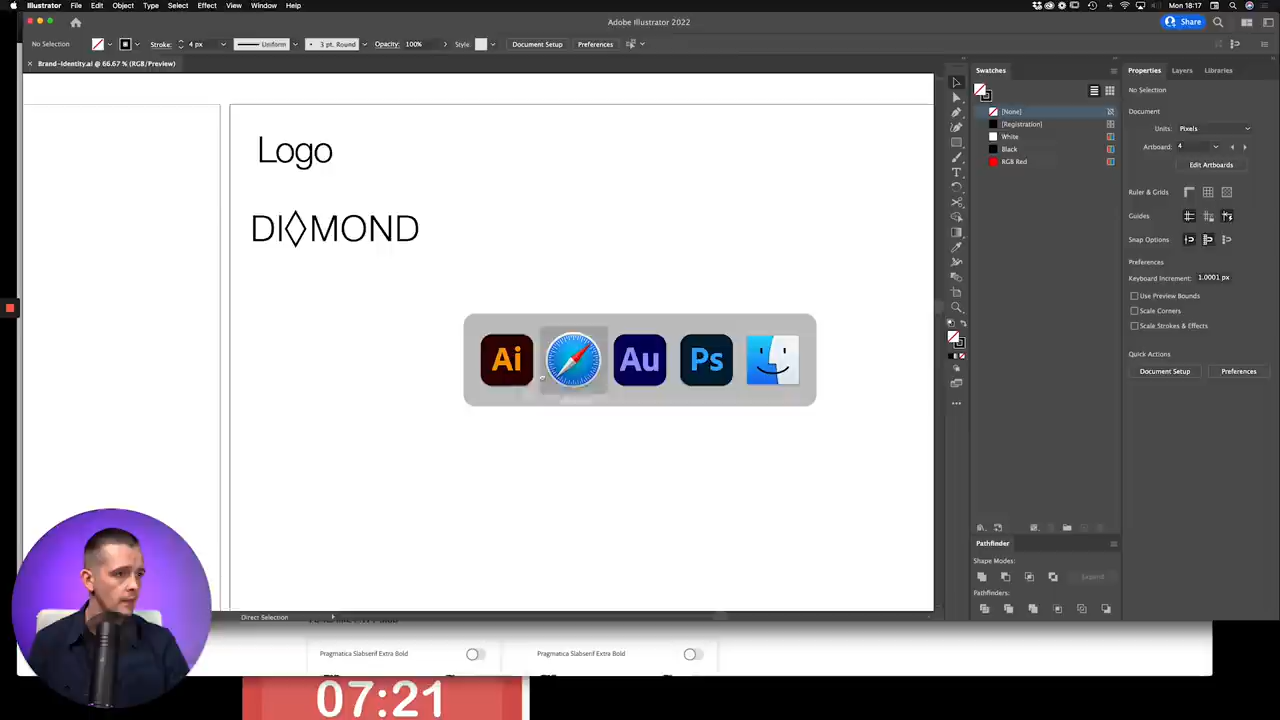 Illustrator File Edit Object Type Select Effect View Window Help
Mon 18:17
Adobe Illustrator 2022
Share
No Selection
Stroke: 4 px
Uniform
3 pt. Round
Opacity: 100%
Style:
Document Setup
Preferences
Brand-identity.ai @ 66.67 % (RGB/Preview)
Swatches
[None]
[Registration]
White
Black
RGB Red
Properties Layers Libraries
No Selection
Document
Units: Pixels
Artboard: 4
Edit Artboards
Ruler & Grids
Guides
Snap Options
Preferences
Keyboard Increment: 1.0001 px
Use Preview Bounds
Scale Corners
Scale Strokes & Effects
Quick Actions
Document Setup
Preferences
Logo
DI◊MOND
Ai
Au
Ps
T
Pathfinder
Shape Modes:
Expand
Pathfinders:
Direct Selection
Pragmatica Slabserif Extra Bold
Pragmatica Slabserif Extra Bold
07:21